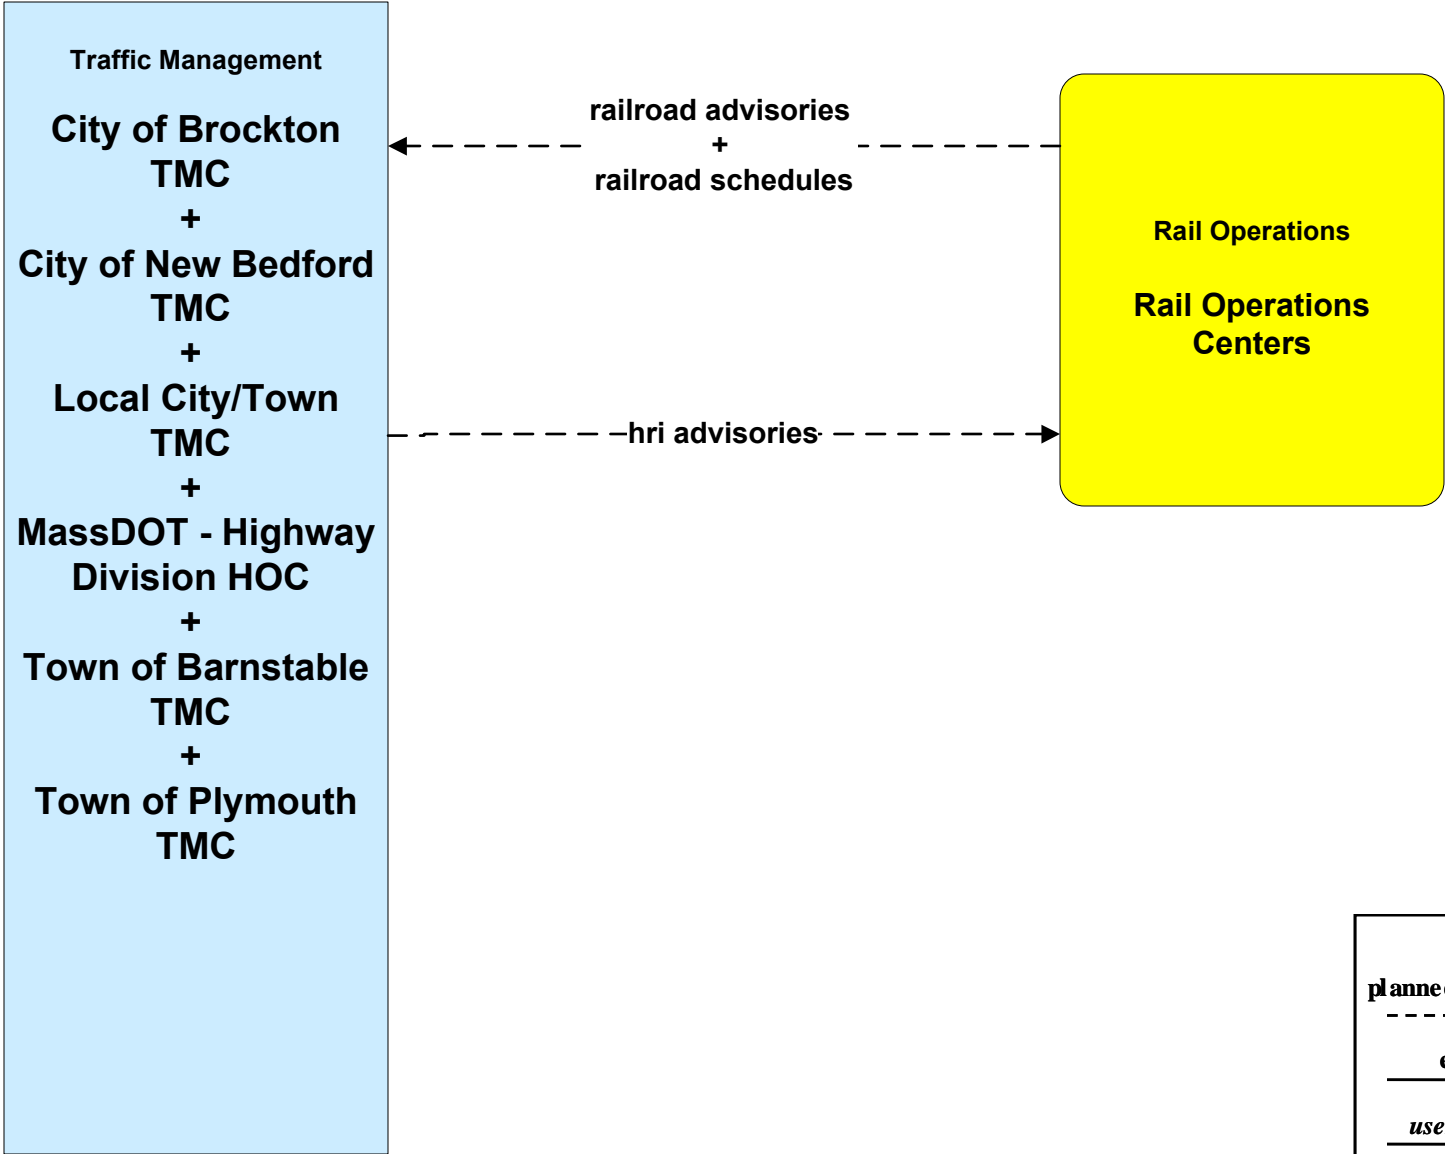 Traffic Management
City of Brockton
TMC
+
City of New Bedford
TMC
+
Local City/Town
TMC
+
MassDOT - Highway
Division HOC
+
Town of Barnstable
TMC
+
Town of Plymouth
TMC
railroad advisories
+
railroad schedules
hri advisories
Rail Operations
Rail Operations
Centers